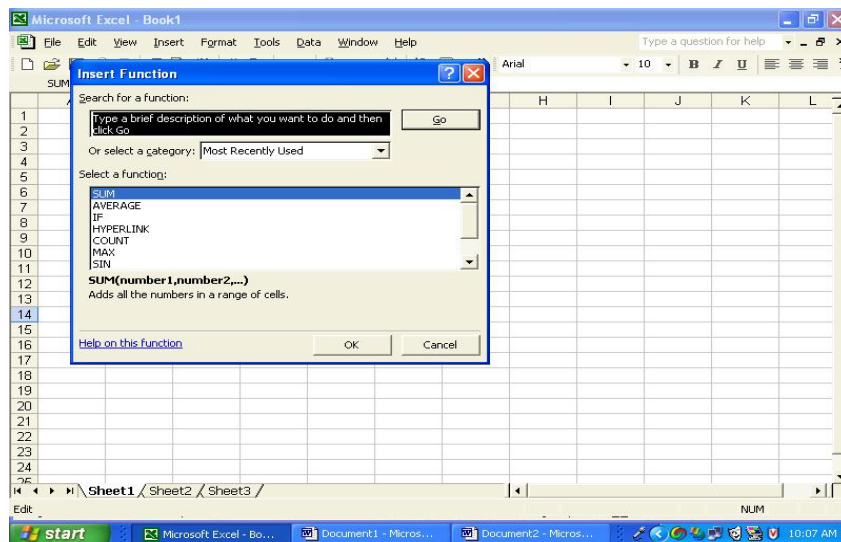 Microsoft Excel - Book1
File Edit View Insert Format Tools Data Window Help Type a question for help
Arial 10 B I U
SUM
Insert Function
Search for a function:
Type a brief description of what you want to do and then
click Go
Go
Or select a category: Most Recently Used
Select a function:
SUM
AVERAGE
IF
HYPERLINK
COUNT
MAX
SIN
SUM(number1,number2,...)
Adds all the numbers in a range of cells.
Help on this function
OK Cancel
H I J K L
1
2
3
4
5
6
7
8
9
10
11
12
13
14
15
16
17
18
19
20
21
22
23
24
Sheet1 Sheet2 Sheet3
Edit NUM
start Microsoft Excel - Bo... Document1 - Micros... Document2 - Micros... 10:07 AM